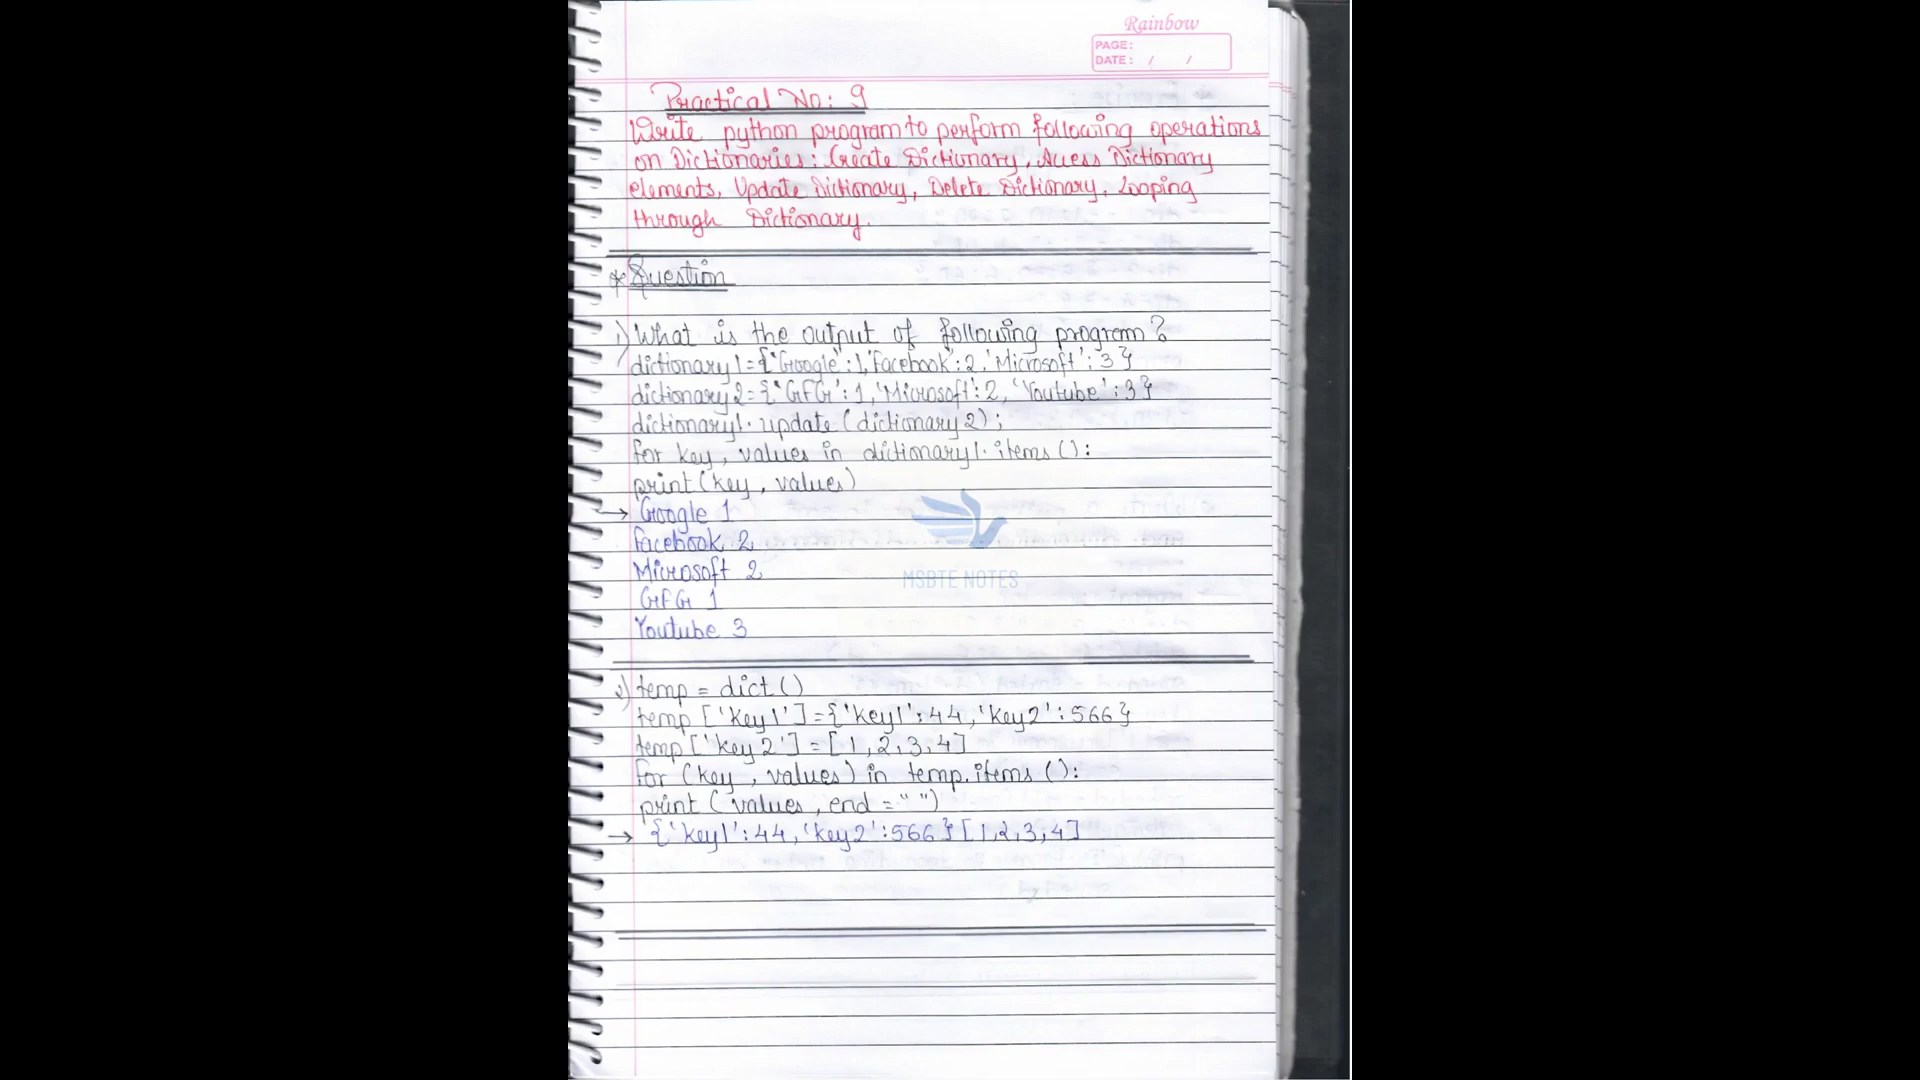 Rainbow
PAGE:
DATE: / /
Practical No: 9
Write python program to perform following operations
on Dictionaries: Create Dictionary, Access Dictionary
elements, Update Dictionary, Delete Dictionary, Looping
through Dictionary.
* Question
1) What is the output of following program?
dictionary1={'Google':1,'Facebook':2,'Microsoft':3}
dictionary2={'GFG':1,'Microsoft':2, 'Youtube':3}
dictionary1.update(dictionary2);
for key, values in dictionary1.items():
print(key, values)
→ Google 1
Facebook 2
Microsoft 2
GFG 1
Youtube 3
MSBTE NOTES
2) temp = dict()
temp ['key1']={'key1':44,'key2':566}
temp ['key2'] = [1,2,3,4]
for (key, values) in temp.items():
print (values, end =" ")
→ {'key1':44,'key2':566} [1,2,3,4]